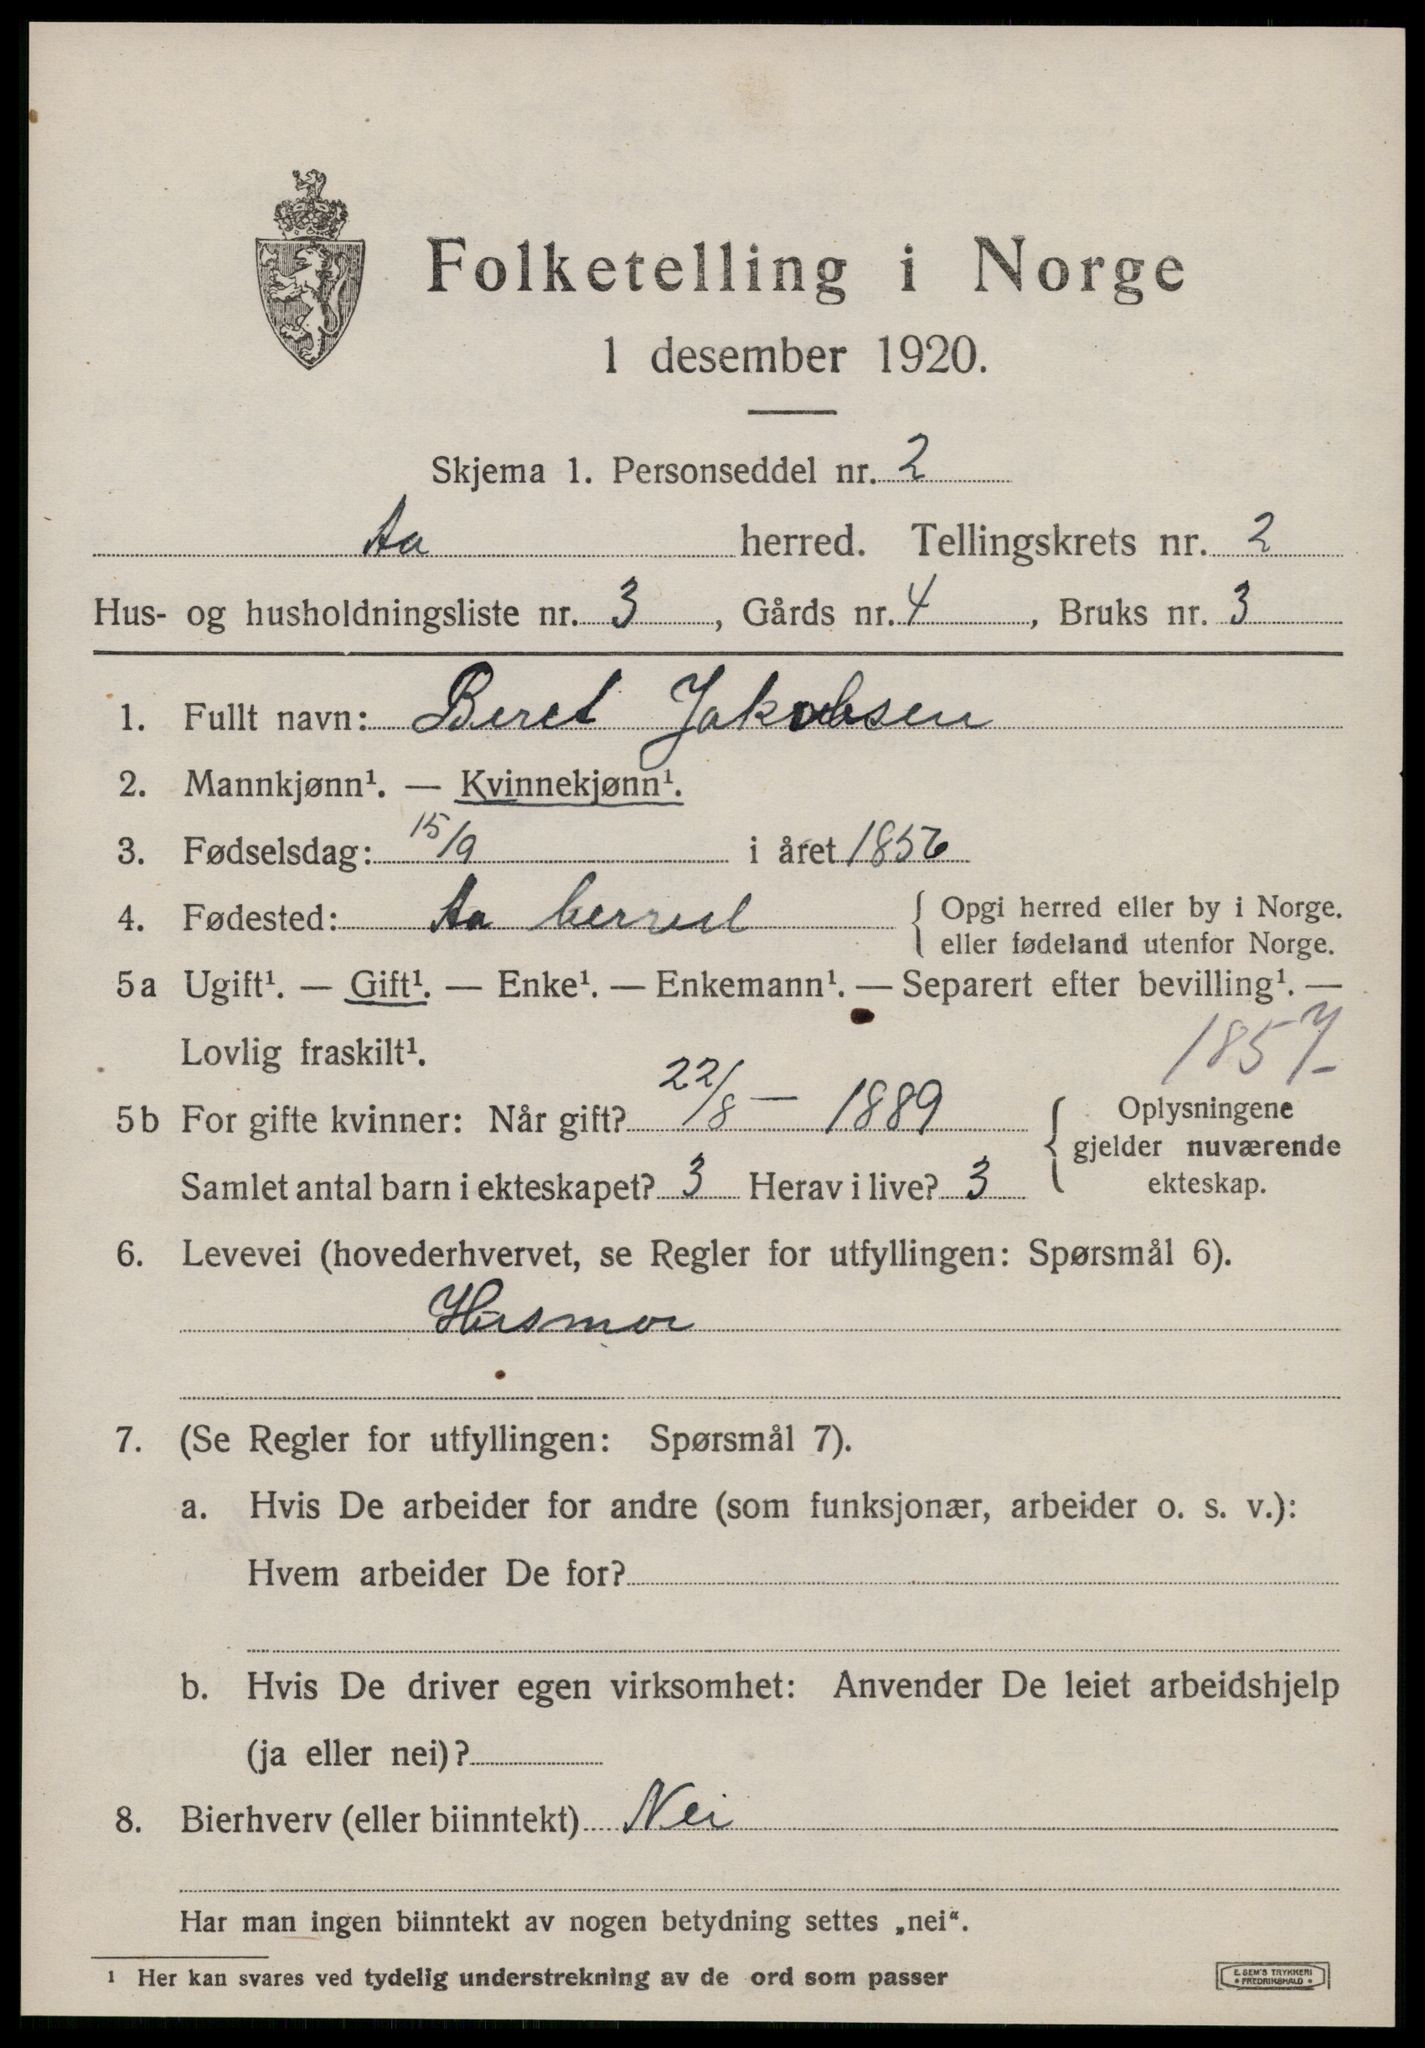 Folketelling i Norge
1 desember 1920.
Skjema 1. Personseddel nr. 2
Aa herred. Tellingskrets nr. 2
Hus- og husholdningsliste nr. 3, Gårds nr. 4, Bruks nr. 3
1. Fullt navn: Beret Jakobsen
2. Mannkjønn¹. — Kvinnekjønn¹.
3. Fødselsdag: 15/9 i året 1856
4. Fødested: Aa herred { Opgi herred eller by i Norge.
eller fødeland utenfor Norge.
5a Ugift¹. — Gift¹. — Enke¹. — Enkemann¹. — Separert efter bevilling¹. —
Lovlig fraskilt¹. 1857
5b For gifte kvinner: Når gift? 22/8 — 1889 { Oplysningene
gjelder nuværende
Samlet antal barn i ekteskapet? 3 Herav i live? 3 ekteskap.
6. Levevei (hovederhvervet, se Regler for utfyllingen: Spørsmål 6).
Husmor
7. (Se Regler for utfyllingen: Spørsmål 7).
a. Hvis De arbeider for andre (som funksjonær, arbeider o. s. v.):
Hvem arbeider De for?
b. Hvis De driver egen virksomhet: Anvender De leiet arbeidshjelp
(ja eller nei)?
8. Bierhverv (eller biinntekt) Nei
Har man ingen biinntekt av nogen betydning settes „nei“.
¹ Her kan svares ved tydelig understrekning av de ord som passer
E. SEM'S TRYKKERI
• FREDRIKSHALD •